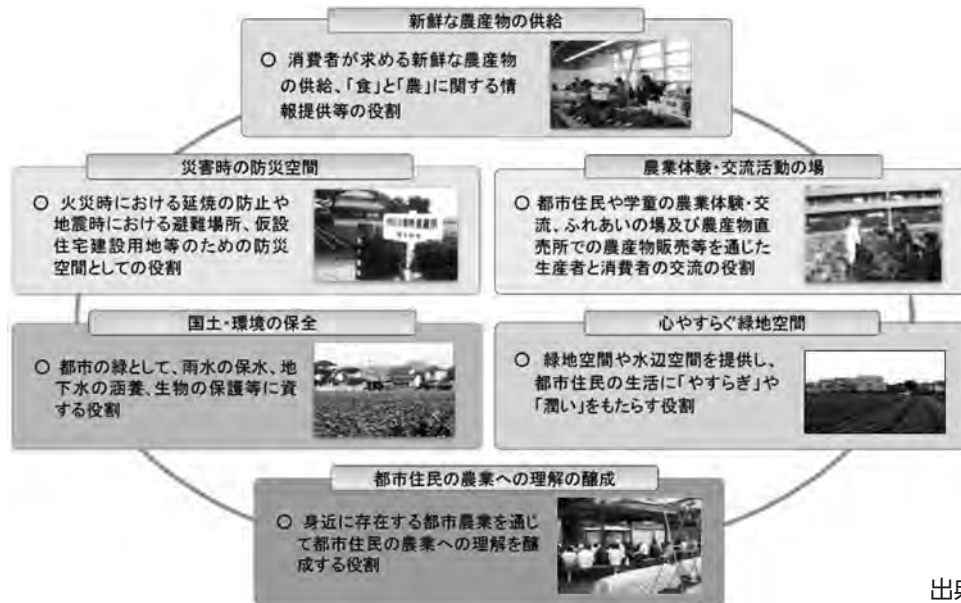 新鮮な農産物の供給
○ 消費者が求める新鮮な農産物
の供給、「食」と「農」に関する情
報提供等の役割
災害時の防災空間
○ 火災時における延焼の防止や
地震時における避難場所、仮設
住宅建設用地等のための防災
空間としての役割
農業体験・交流活動の場
○ 都市住民や学童の農業体験・交
流、ふれあいの場及び農産物直
売所での農産物販売等を通じた
生産者と消費者の交流の役割
国土・環境の保全
○ 都市の緑として、雨水の保水、地
下水の涵養、生物の保護等に資
する役割
心やすらぐ緑地空間
○ 緑地空間や水辺空間を提供し、
都市住民の生活に「やすらぎ」や
「潤い」をもたらす役割
都市住民の農業への理解の醸成
○ 身近に存在する都市農業を通じ
て都市住民の農業への理解を醸
成する役割
出典